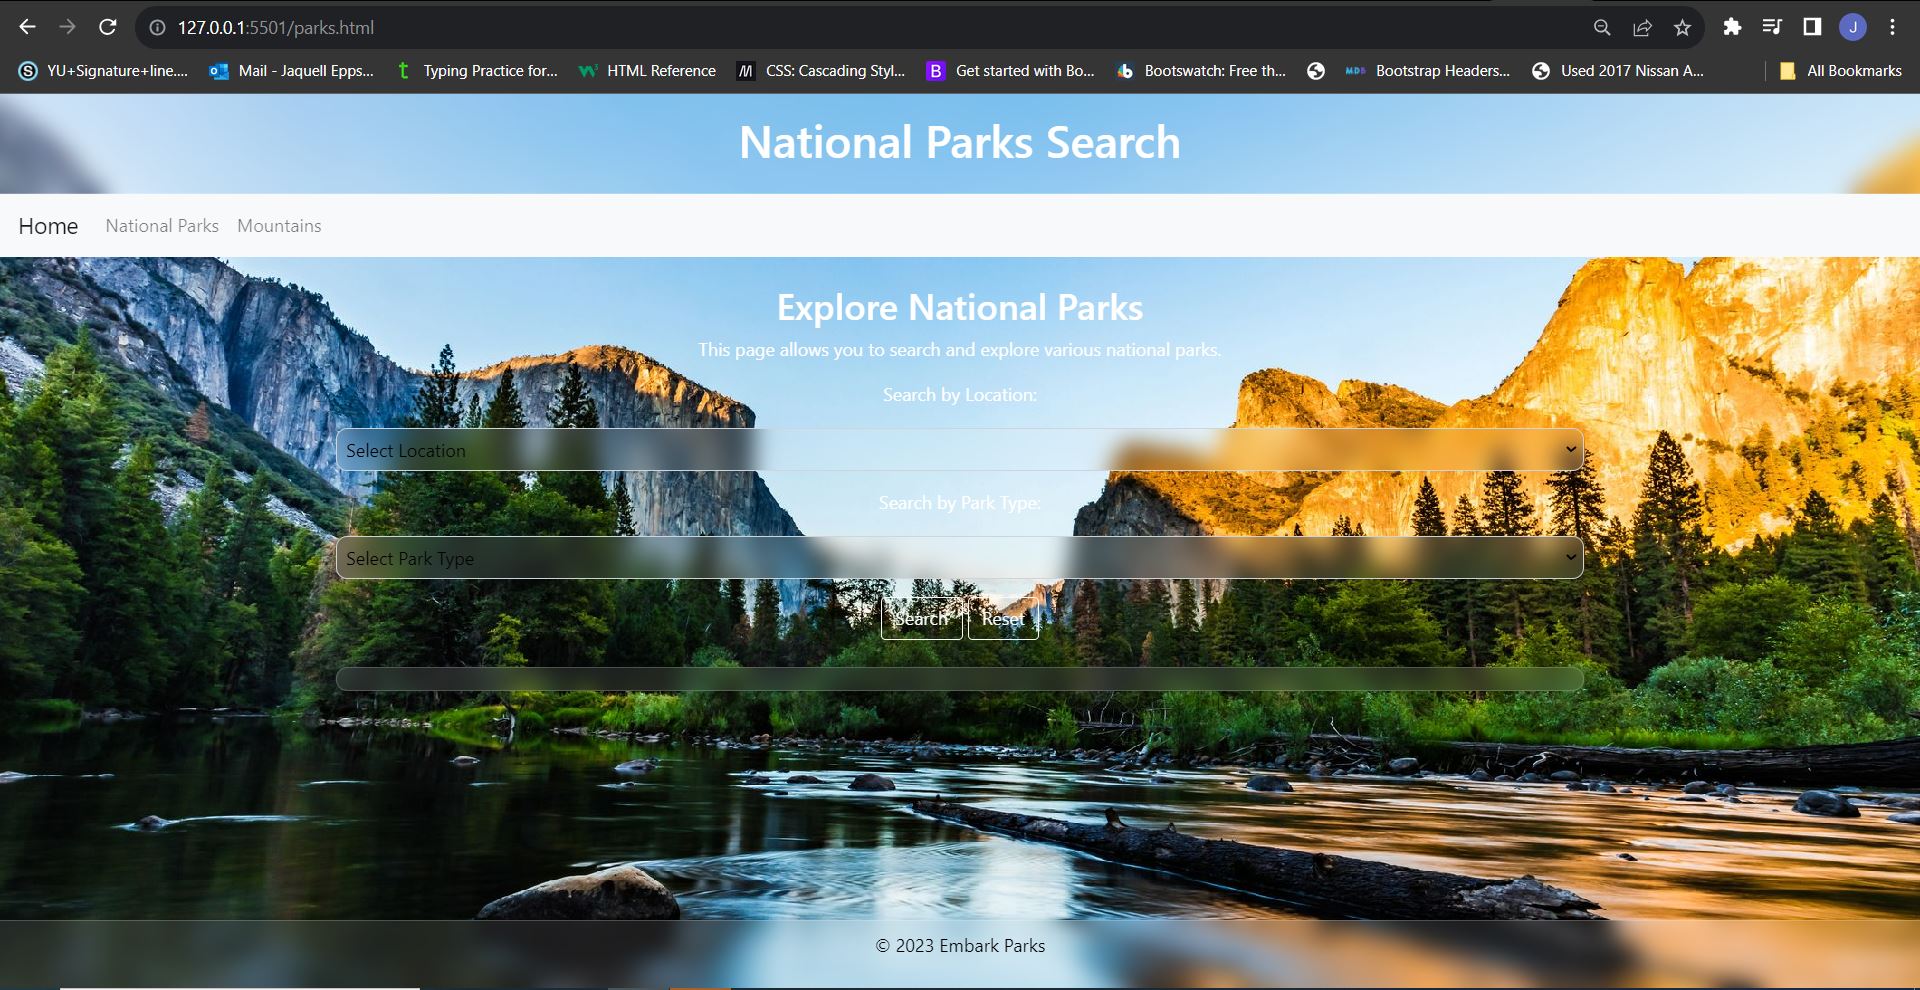 127.0.0.1:5501/parks.html
J
YU+Signature+line....
Mail - Jaquell Epps...
Typing Practice for...
HTML Reference
CSS: Cascading Styl...
Get started with Bo...
Bootswatch: Free th...
MDB
Bootstrap Headers...
Used 2017 Nissan A...
All Bookmarks
National Parks Search
Home
National Parks
Mountains
Explore National Parks
This page allows you to search and explore various national parks.
Search by Location:
Select Location
Search by Park Type:
Select Park Type
Search
Reset
© 2023 Embark Parks